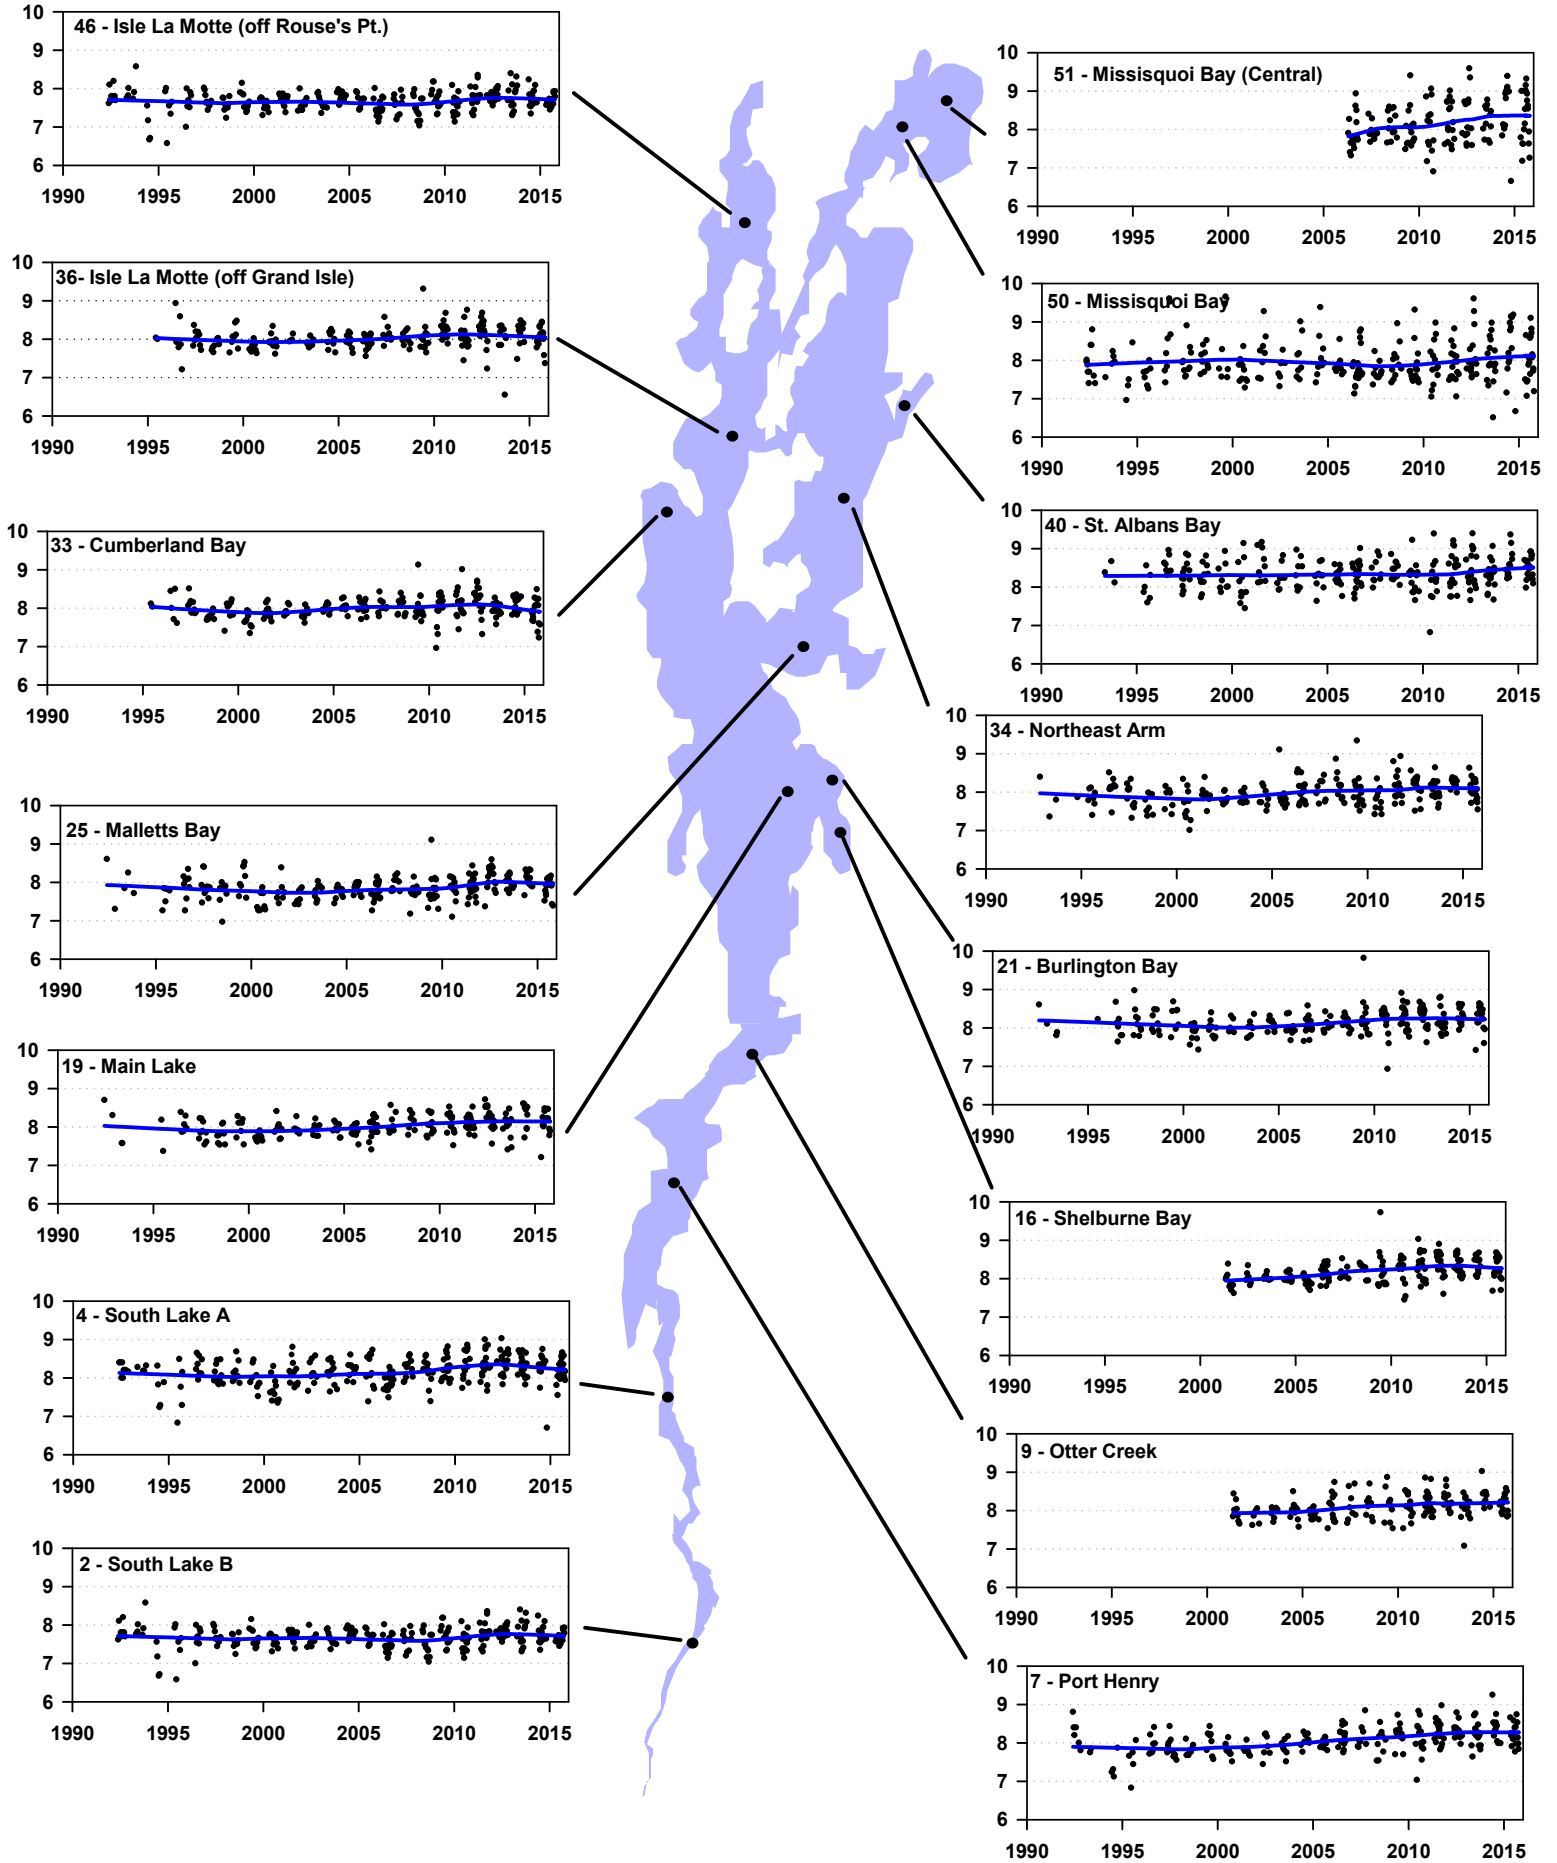 46 - Isle La Motte (off Rouse's Pt.)
10
9
8
7
6
1990 1995 2000 2005 2010 2015
36- Isle La Motte (off Grand Isle)
10
9
8
7
6
1990 1995 2000 2005 2010 2015
33 - Cumberland Bay
10
9
8
7
6
1990 1995 2000 2005 2010 2015
25 - Malletts Bay
10
9
8
7
6
1990 1995 2000 2005 2010 2015
19 - Main Lake
10
9
8
7
6
1990 1995 2000 2005 2010 2015
4 - South Lake A
10
9
8
7
6
1990 1995 2000 2005 2010 2015
2 - South Lake B
10
9
8
7
6
1990 1995 2000 2005 2010 2015
51 - Missisquoi Bay (Central)
10
9
8
7
6
1990 1995 2000 2005 2010 2015
50 - Missisquoi Bay
10
9
8
7
6
1990 1995 2000 2005 2010 2015
40 - St. Albans Bay
10
9
8
7
6
1990 1995 2000 2005 2010 2015
34 - Northeast Arm
10
9
8
7
6
1990 1995 2000 2005 2010 2015
21 - Burlington Bay
10
9
8
7
6
1990 1995 2000 2005 2010 2015
16 - Shelburne Bay
10
9
8
7
6
1990 1995 2000 2005 2010 2015
9 - Otter Creek
10
9
8
7
6
1990 1995 2000 2005 2010 2015
7 - Port Henry
10
9
8
7
6
1990 1995 2000 2005 2010 2015